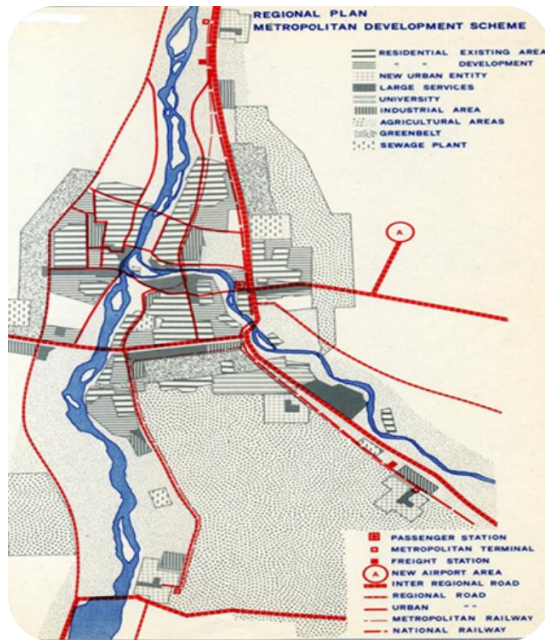 REGIONAL PLAN
METROPOLITAN DEVELOPMENT SCHEME
RESIDENTIAL EXISTING AREA
" " DEVELOPMENT
NEW URBAN ENTITY
LARGE SERVICES
UNIVERSITY
INDUSTRIAL AREA
AGRICULTURAL AREAS
GREENBELT
SEWAGE PLANT
A
PASSENGER STATION
METROPOLITAN TERMINAL
FREIGHT STATION
A NEW AIRPORT AREA
INTER REGIONAL ROAD
REGIONAL ROAD
URBAN " "
METROPOLITAN RAILWAY
NATIONAL RAILWAY